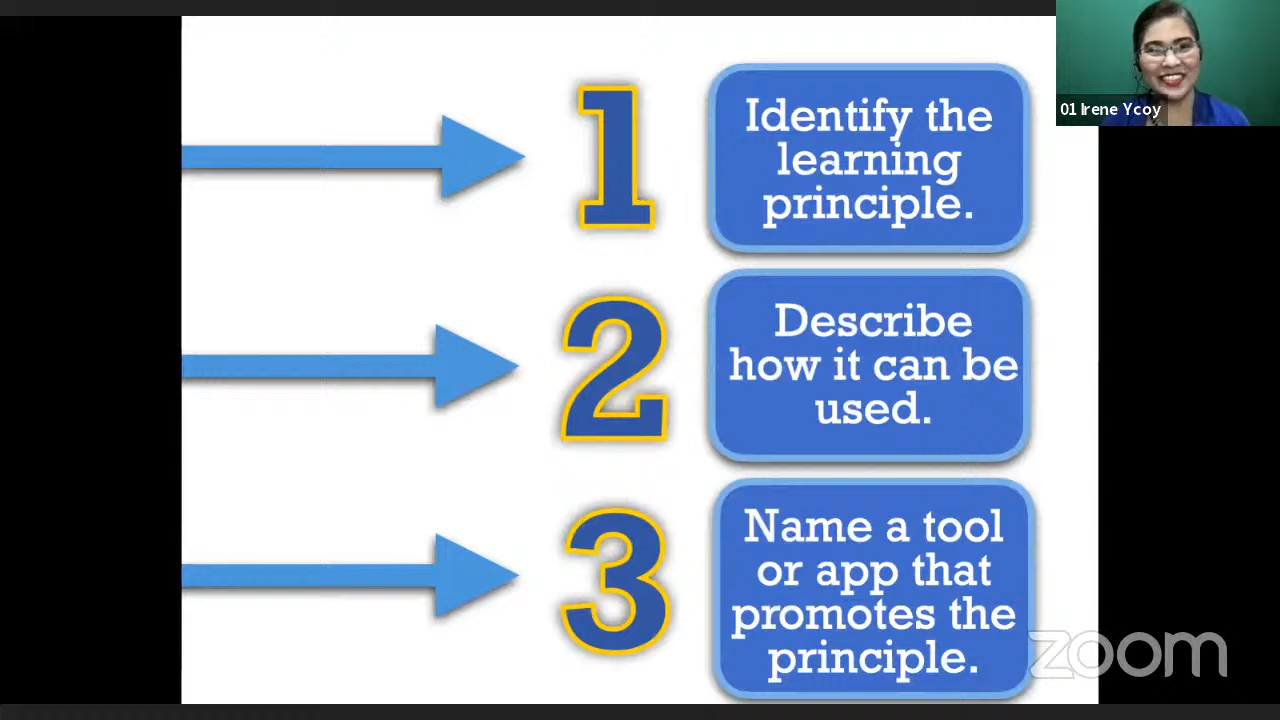 1
Identify the
learning
principle.
01 Irene Ycoy
2
Describe
how it can be
used.
3
Name a tool
or app that
promotes the
principle.
zoom